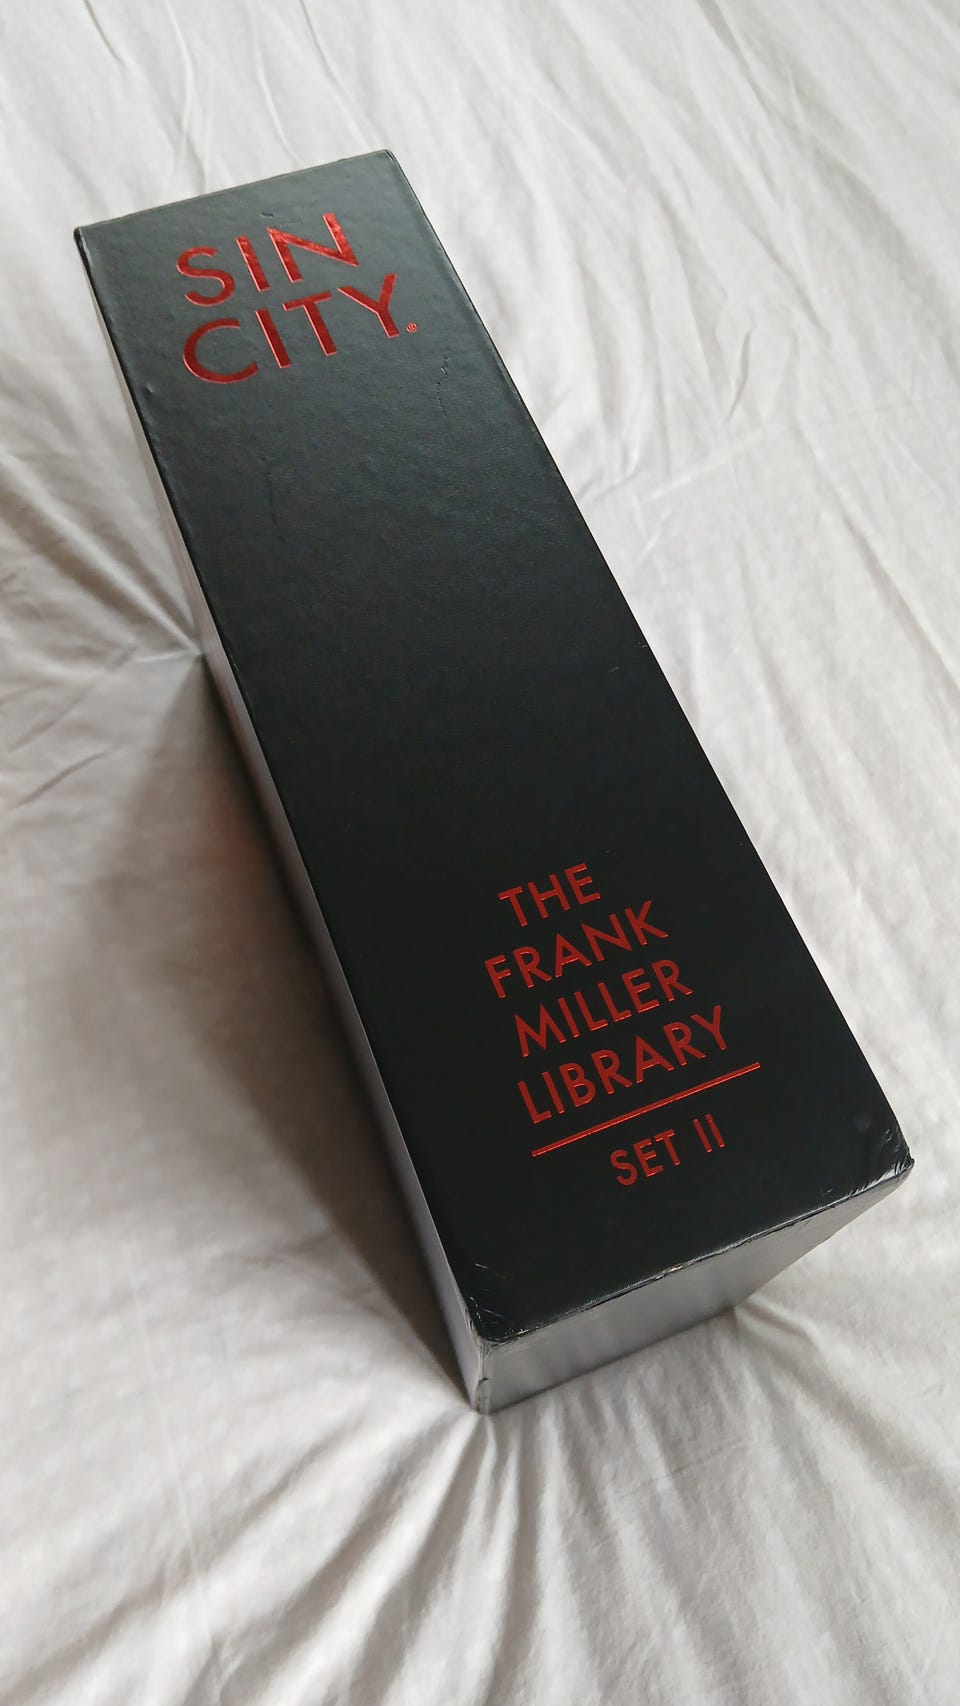 SIN
CITY®
THE
FRANK
MILLER
LIBRARY
SET II